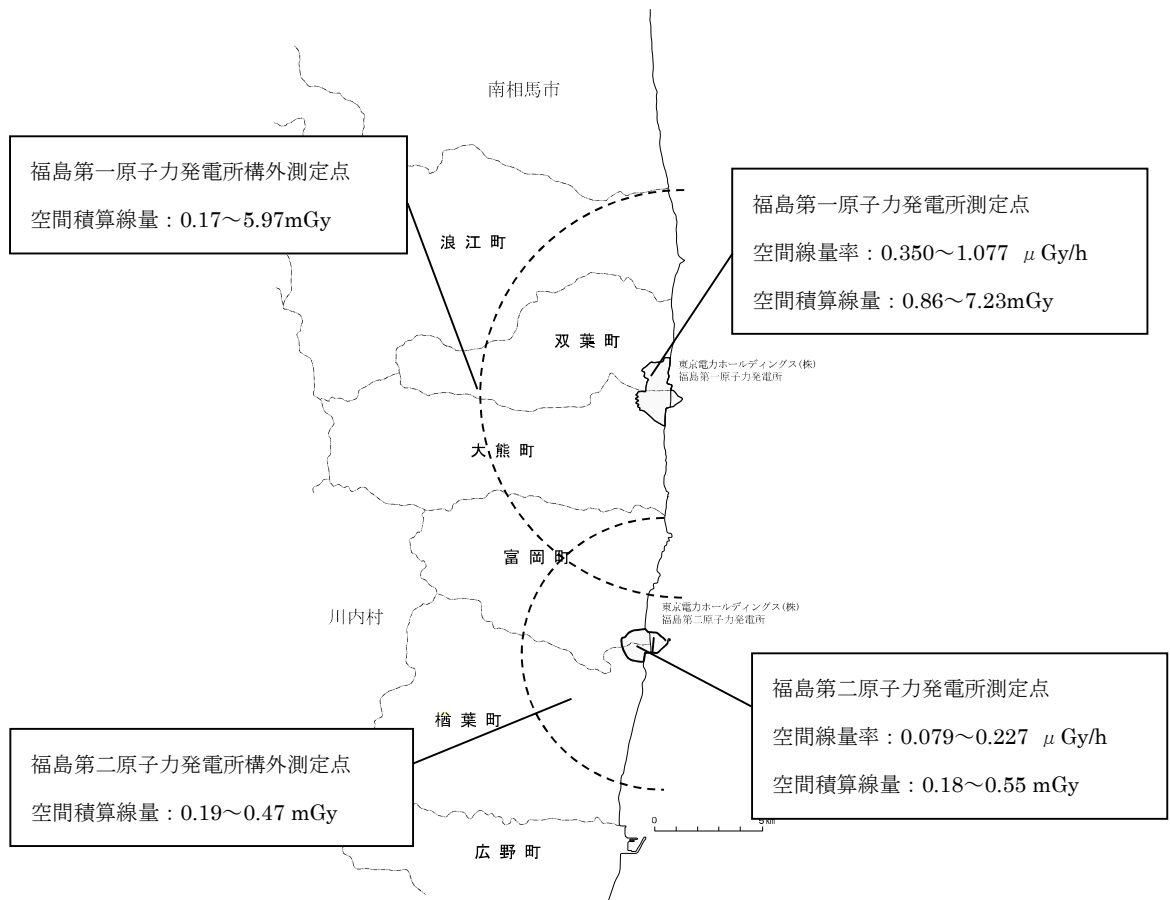 南相馬市
福島第一原子力発電所構外測定点
空間積算線量：0.17～5.97mGy
福島第一原子力発電所測定点
空間線量率：0.350～1.077 μGy/h
空間積算線量：0.86～7.23mGy
浪江町
双葉町
東京電力ホールディングス(株)
福島第一原子力発電所
大熊町
富岡町
川内村
東京電力ホールディングス(株)
福島第二原子力発電所
福島第二原子力発電所測定点
空間線量率：0.079～0.227 μGy/h
空間積算線量：0.18～0.55 mGy
楢葉町
福島第二原子力発電所構外測定点
空間積算線量：0.19～0.47 mGy
0 5km
広野町